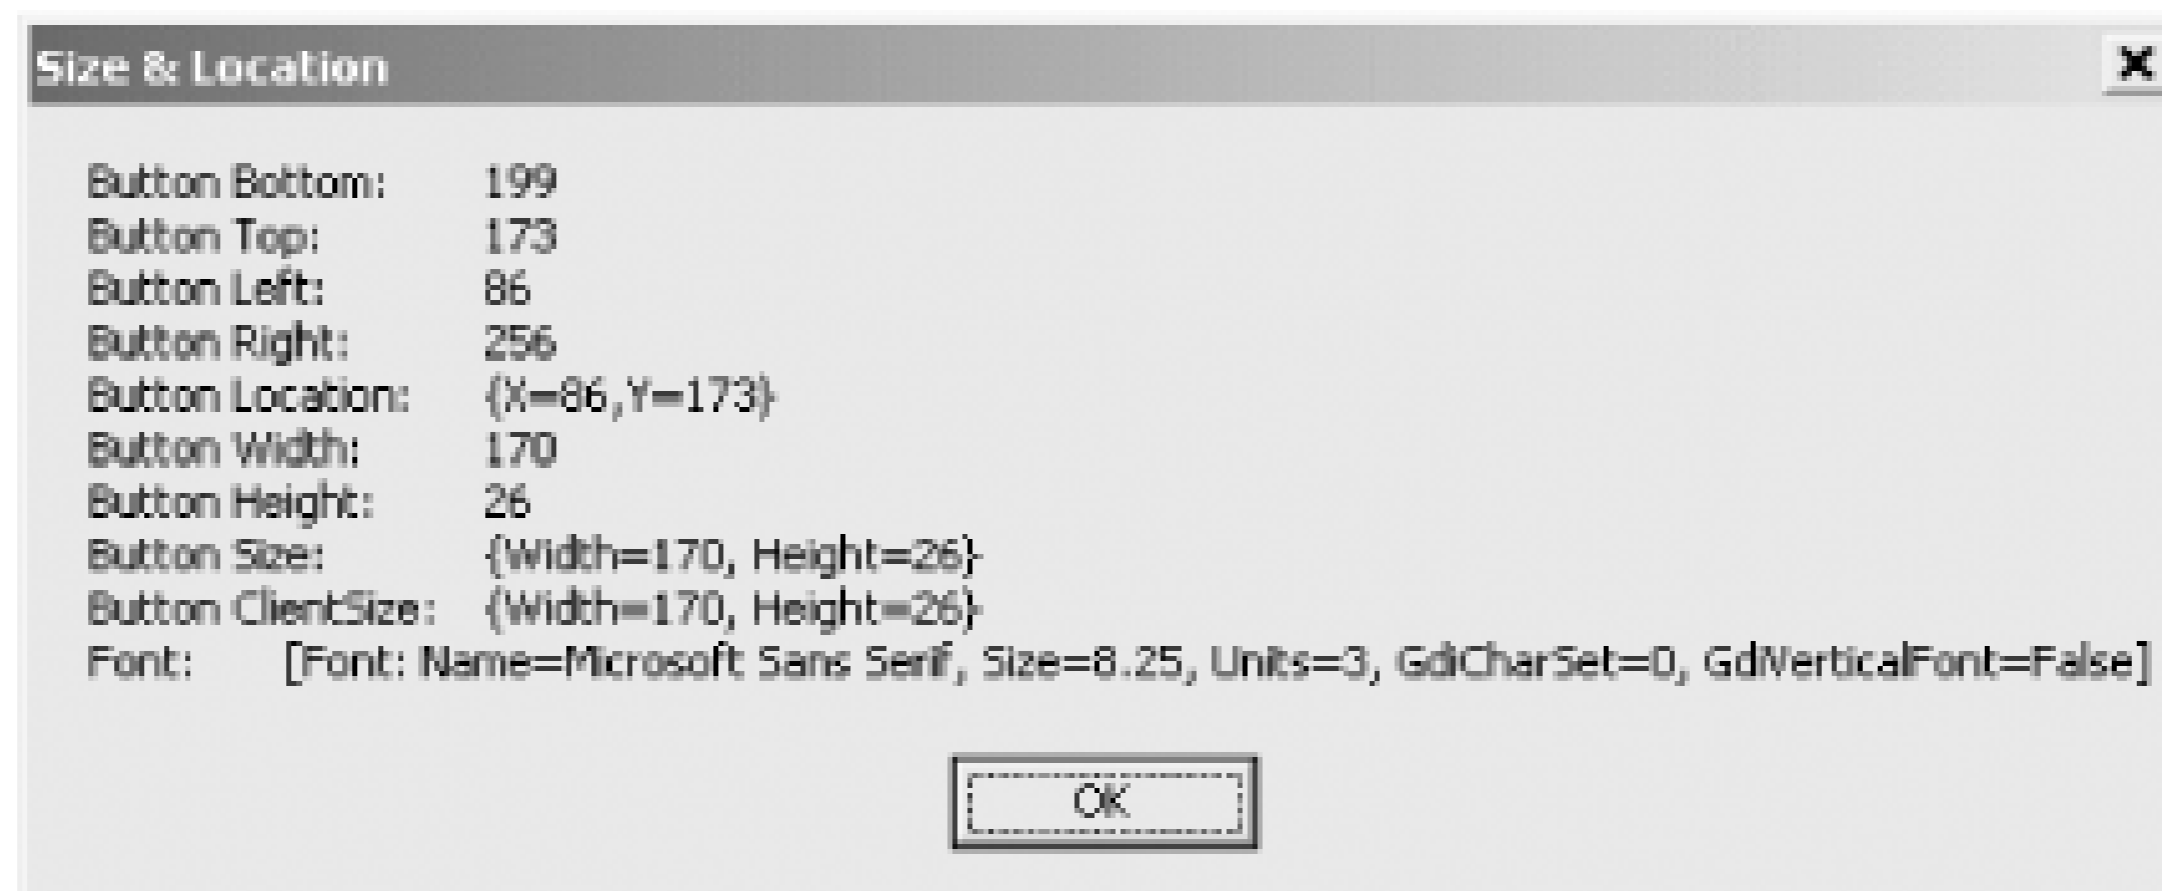 Size & Location
Button Bottom: 199
Button Top: 173
Button Left: 86
Button Right: 256
Button Location: {X=86,Y=173}
Button Width: 170
Button Height: 26
Button Size: {Width=170, Height=26}
Button ClientSize: {Width=170, Height=26}
Font: [Font: Name=Microsoft Sans Serif, Size=8.25, Units=3, GdiCharSet=0, GdiVerticalFont=False]
OK